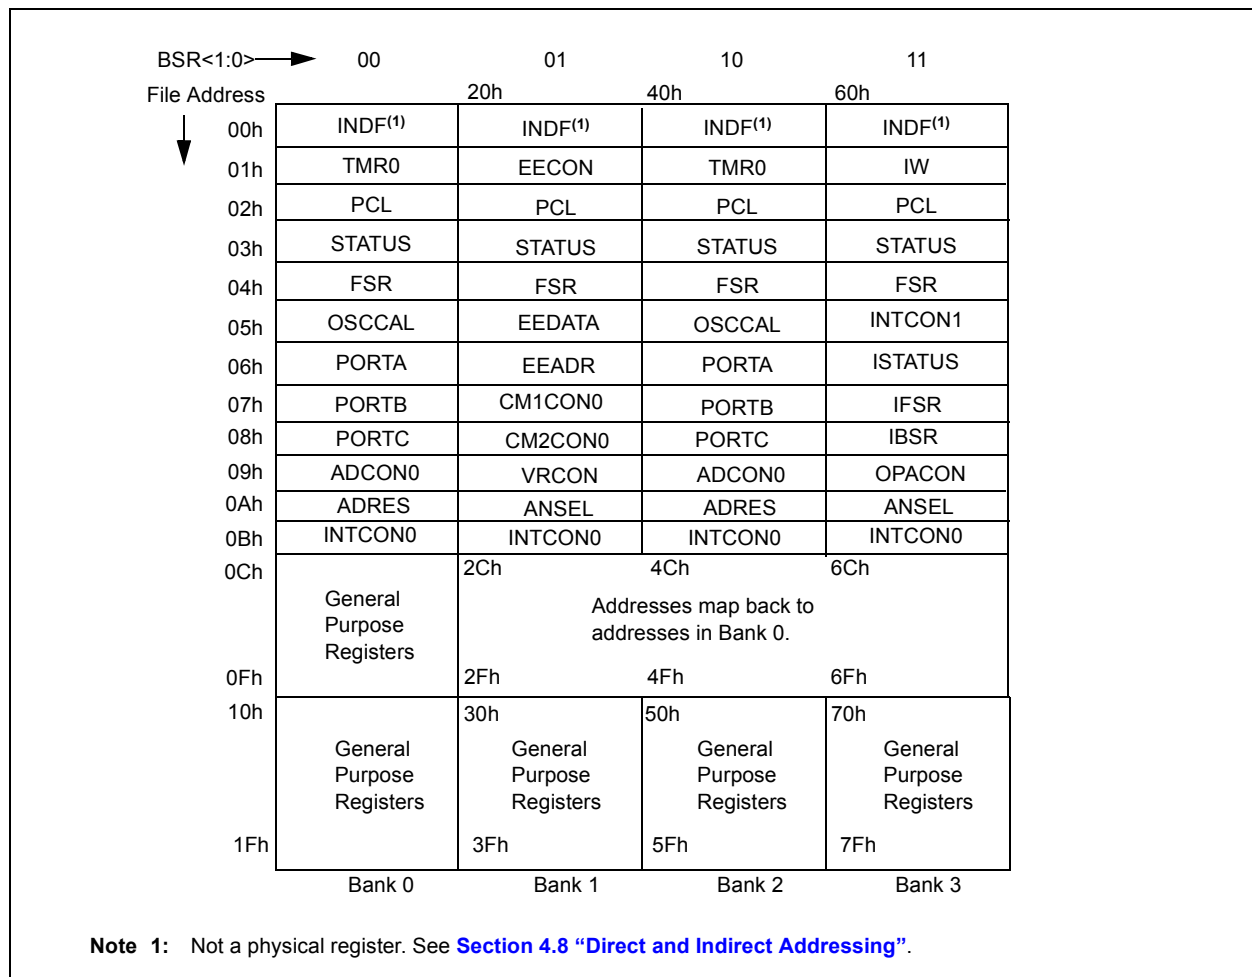 BSR<1:0> 00 01 10 11
File Address 20h 40h 60h
00h INDF(1) INDF(1) INDF(1) INDF(1)
01h TMR0 EECON TMR0 IW
02h PCL PCL PCL PCL
03h STATUS STATUS STATUS STATUS
04h FSR FSR FSR FSR
05h OSCCAL EEDATA OSCCAL INTCON1
06h PORTA EEADR PORTA ISTATUS
07h PORTB CM1CON0 PORTB IFSR
08h PORTC CM2CON0 PORTC IBSR
09h ADCON0 VRCON ADCON0 OPACON
0Ah ADRES ANSEL ADRES ANSEL
0Bh INTCON0 INTCON0 INTCON0 INTCON0
0Ch 2Ch 4Ch 6Ch
General
Purpose
Registers
Addresses map back to
addresses in Bank 0.
0Fh 2Fh 4Fh 6Fh
10h 30h 50h 70h
General General General General
Purpose Purpose Purpose Purpose
Registers Registers Registers Registers
1Fh 3Fh 5Fh 7Fh
Bank 0 Bank 1 Bank 2 Bank 3
Note 1: Not a physical register. See Section 4.8 “Direct and Indirect Addressing”.